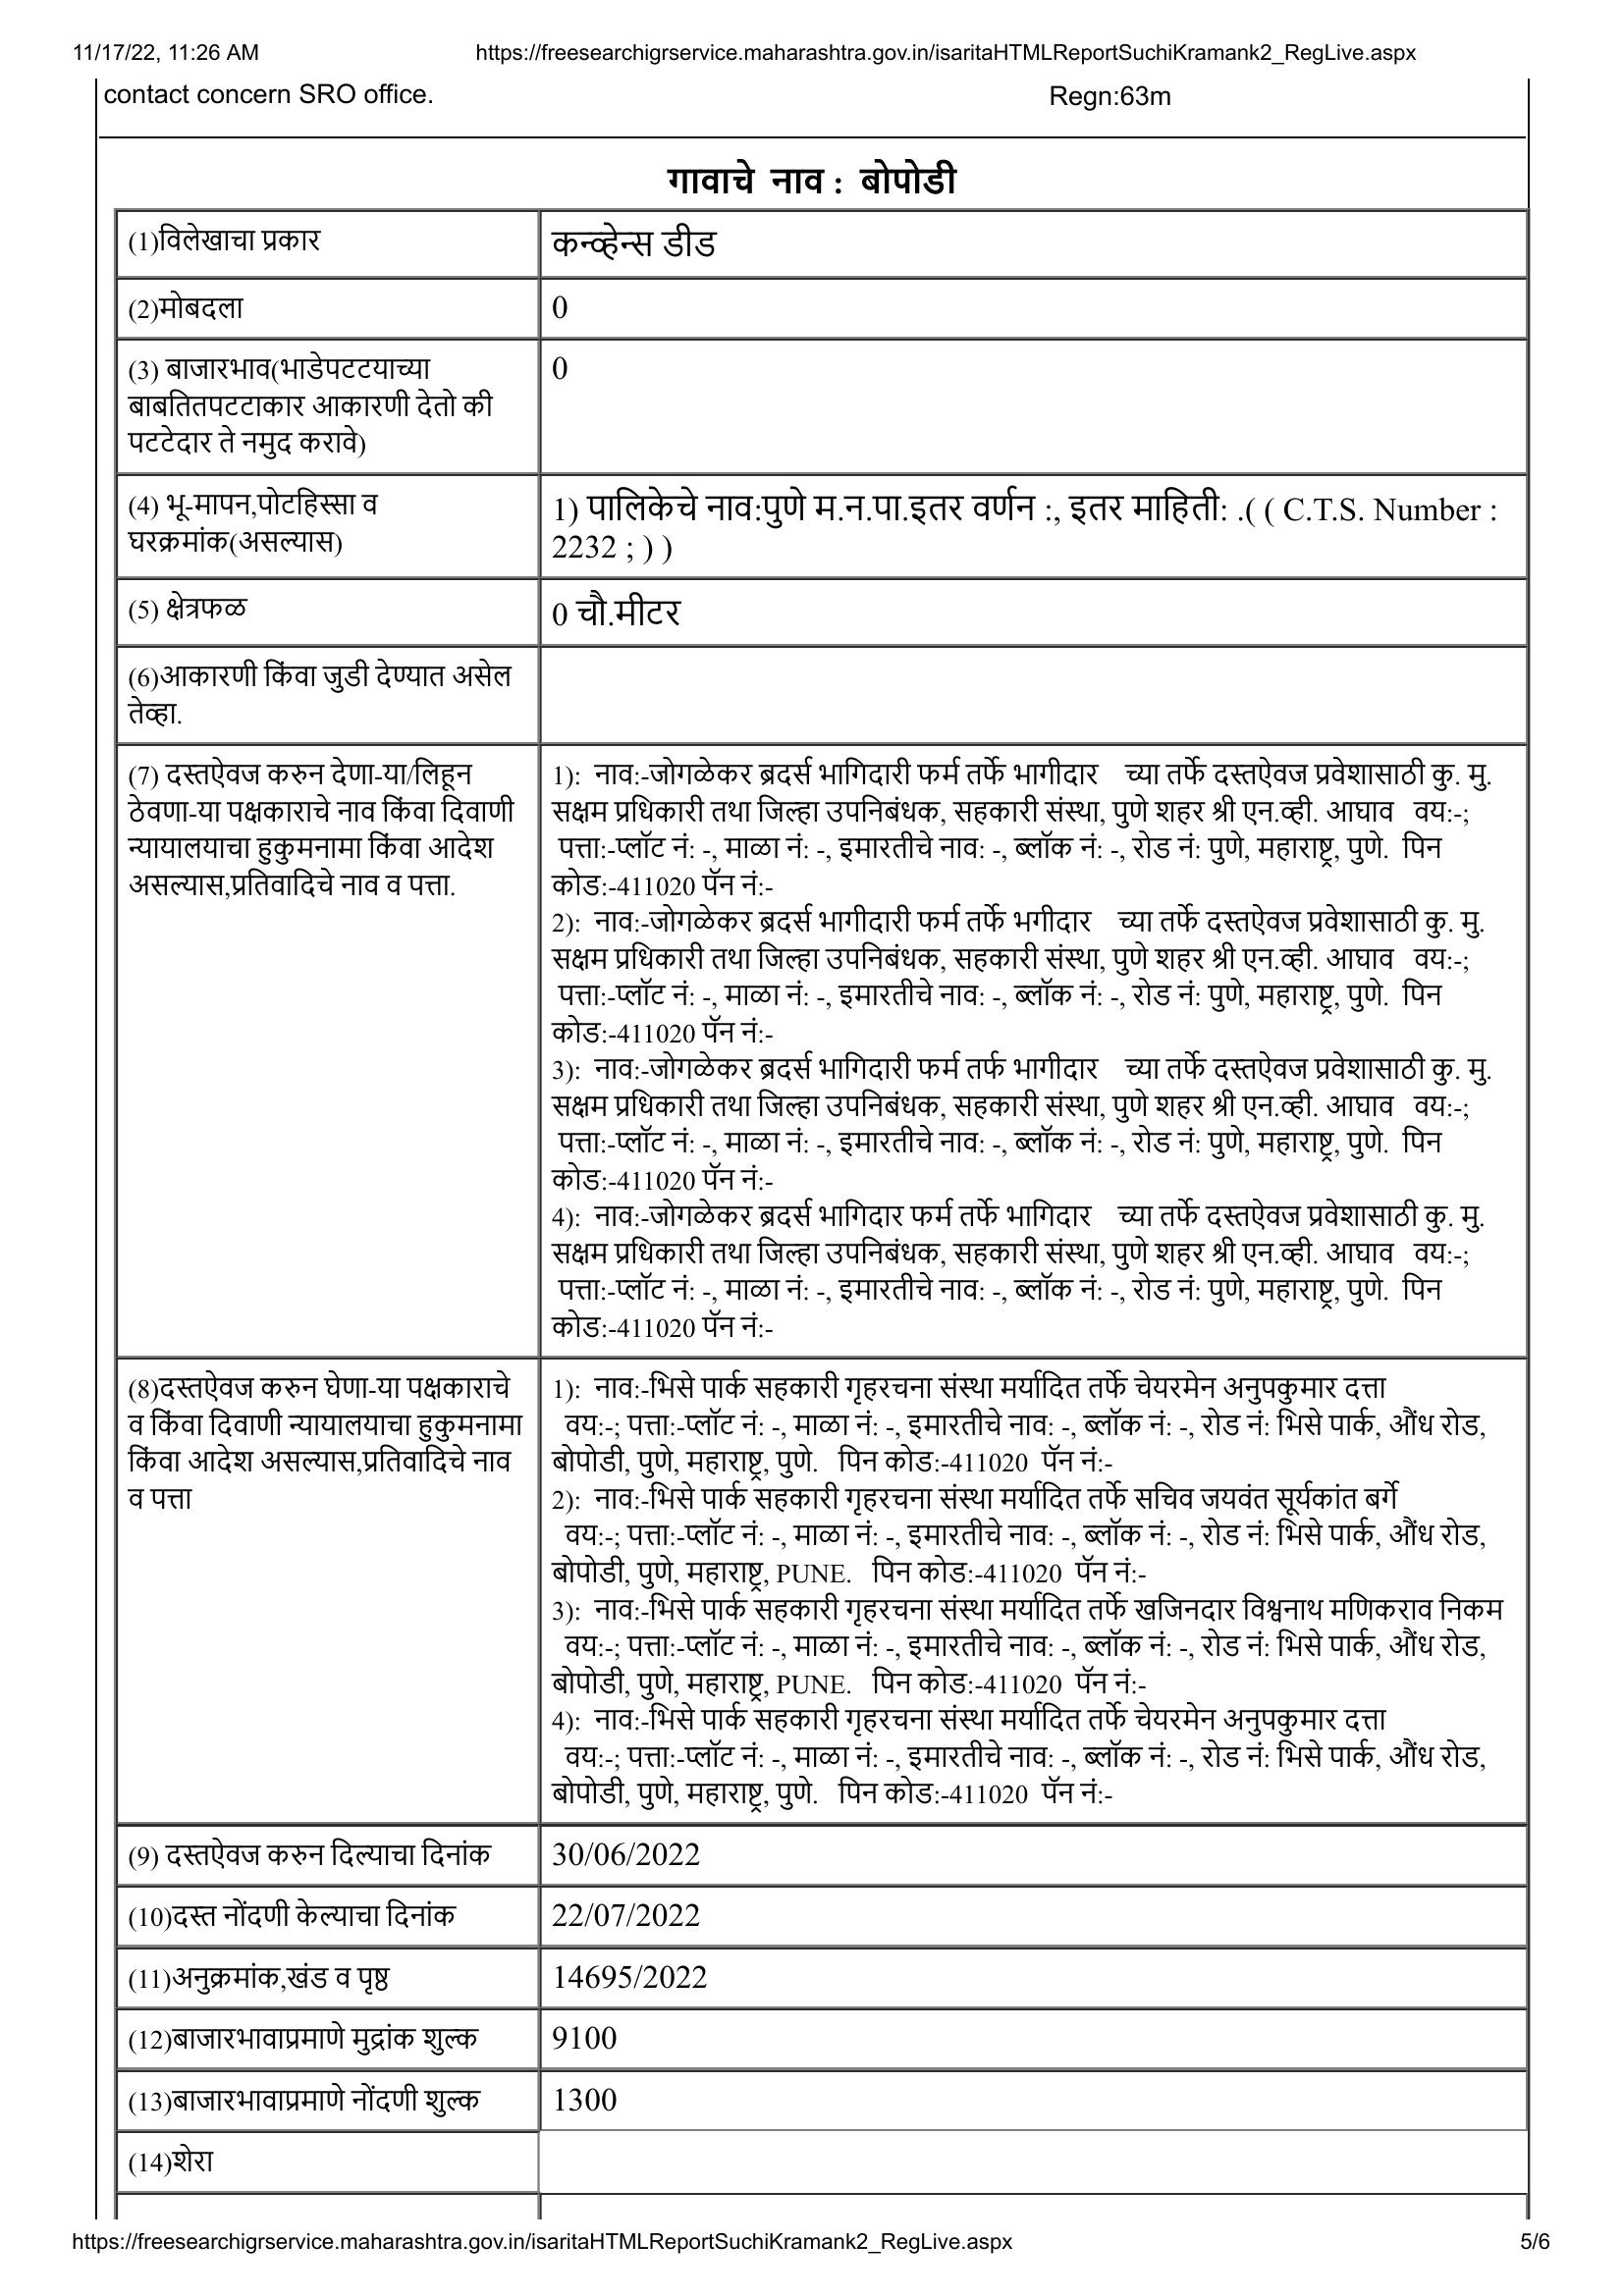 11/17/22, 11:26 AM https://freesearchigrservice.maharashtra.gov.in/isaritaHTMLReportSuchiKramank2_RegLive.aspx
contact concern SRO office. Regn:63m
गावाचे नाव : बोपोडी
(1)विलेखाचा प्रकार कन्व्हेन्स डीड
(2)मोबदला 0
(3) बाजारभाव(भाडेपटटयाच्या 0
बाबतितपटटाकार आकारणी देतो की
पटटेदार ते नमुद करावे)
(4) भू-मापन,पोटहिस्सा व
घरक्रमांक(असल्यास)
1) पालिकेचे नाव:पुणे म.न.पा.इतर वर्णन :, इतर माहिती: .( ( C.T.S. Number :
2232 ; ) )
(5) क्षेत्रफळ 0 चौ.मीटर
(6)आकारणी किंवा जुडी देण्यात असेल
तेव्हा.
(7) दस्तऐवज करुन देणा-या/लिहून
ठेवणा-या पक्षकाराचे नाव किंवा दिवाणी
न्यायालयाचा हुकुमनामा किंवा आदेश
असल्यास,प्रतिवादिचे नाव व पत्ता.
1): नाव:-जोगळेकर ब्रदर्स भागिदारी फर्म तर्फे भागीदार च्या तर्फे दस्तऐवज प्रवेशासाठी कु. मु.
सक्षम प्रधिकारी तथा जिल्हा उपनिबंधक, सहकारी संस्था, पुणे शहर श्री एन.व्ही. आघाव वय:-;
पत्ता:-प्लॉट नं: -, माळा नं: -, इमारतीचे नाव: -, ब्लॉक नं: -, रोड नं: पुणे, महाराष्ट्र, पुणे. पिन
कोड:-411020 पॅन नं:-
2): नाव:-जोगळेकर ब्रदर्स भागीदारी फर्म तर्फे भगीदार च्या तर्फे दस्तऐवज प्रवेशासाठी कु. मु.
सक्षम प्रधिकारी तथा जिल्हा उपनिबंधक, सहकारी संस्था, पुणे शहर श्री एन.व्ही. आघाव वय:-;
पत्ता:-प्लॉट नं: -, माळा नं: -, इमारतीचे नाव: -, ब्लॉक नं: -, रोड नं: पुणे, महाराष्ट्र, पुणे. पिन
कोड:-411020 पॅन नं:-
3): नाव:-जोगळेकर ब्रदर्स भागिदारी फर्म तर्फ भागीदार च्या तर्फे दस्तऐवज प्रवेशासाठी कु. मु.
सक्षम प्रधिकारी तथा जिल्हा उपनिबंधक, सहकारी संस्था, पुणे शहर श्री एन.व्ही. आघाव वय:-;
पत्ता:-प्लॉट नं: -, माळा नं: -, इमारतीचे नाव: -, ब्लॉक नं: -, रोड नं: पुणे, महाराष्ट्र, पुणे. पिन
कोड:-411020 पॅन नं:-
4): नाव:-जोगळेकर ब्रदर्स भागिदार फर्म तर्फे भागिदार च्या तर्फे दस्तऐवज प्रवेशासाठी कु. मु.
सक्षम प्रधिकारी तथा जिल्हा उपनिबंधक, सहकारी संस्था, पुणे शहर श्री एन.व्ही. आघाव वय:-;
पत्ता:-प्लॉट नं: -, माळा नं: -, इमारतीचे नाव: -, ब्लॉक नं: -, रोड नं: पुणे, महाराष्ट्र, पुणे. पिन
कोड:-411020 पॅन नं:-
(8)दस्तऐवज करुन घेणा-या पक्षकाराचे
व किंवा दिवाणी न्यायालयाचा हुकुमनामा
किंवा आदेश असल्यास,प्रतिवादिचे नाव
व पत्ता
1): नाव:-भिसे पार्क सहकारी गृहरचना संस्था मर्यादित तर्फे चेयरमेन अनुपकुमार दत्ता
वय:-; पत्ता:-प्लॉट नं: -, माळा नं: -, इमारतीचे नाव: -, ब्लॉक नं: -, रोड नं: भिसे पार्क, औंध रोड,
बोपोडी, पुणे, महाराष्ट्र, पुणे. पिन कोड:-411020 पॅन नं:-
2): नाव:-भिसे पार्क सहकारी गृहरचना संस्था मर्यादित तर्फे सचिव जयवंत सूर्यकांत बर्गे
वय:-; पत्ता:-प्लॉट नं: -, माळा नं: -, इमारतीचे नाव: -, ब्लॉक नं: -, रोड नं: भिसे पार्क, औंध रोड,
बोपोडी, पुणे, महाराष्ट्र, PUNE. पिन कोड:-411020 पॅन नं:-
3): नाव:-भिसे पार्क सहकारी गृहरचना संस्था मर्यादित तर्फे खजिनदार विश्वनाथ मणिकराव निकम
वय:-; पत्ता:-प्लॉट नं: -, माळा नं: -, इमारतीचे नाव: -, ब्लॉक नं: -, रोड नं: भिसे पार्क, औंध रोड,
बोपोडी, पुणे, महाराष्ट्र, PUNE. पिन कोड:-411020 पॅन नं:-
4): नाव:-भिसे पार्क सहकारी गृहरचना संस्था मर्यादित तर्फे चेयरमेन अनुपकुमार दत्ता
वय:-; पत्ता:-प्लॉट नं: -, माळा नं: -, इमारतीचे नाव: -, ब्लॉक नं: -, रोड नं: भिसे पार्क, औंध रोड,
बोपोडी, पुणे, महाराष्ट्र, पुणे. पिन कोड:-411020 पॅन नं:-
(9) दस्तऐवज करुन दिल्याचा दिनांक 30/06/2022
(10)दस्त नोंदणी केल्याचा दिनांक 22/07/2022
(11)अनुक्रमांक,खंड व पृष्ठ 14695/2022
(12)बाजारभावाप्रमाणे मुद्रांक शुल्क 9100
(13)बाजारभावाप्रमाणे नोंदणी शुल्क 1300
(14)शेरा
https://freesearchigrservice.maharashtra.gov.in/isaritaHTMLReportSuchiKramank2_RegLive.aspx 5/6